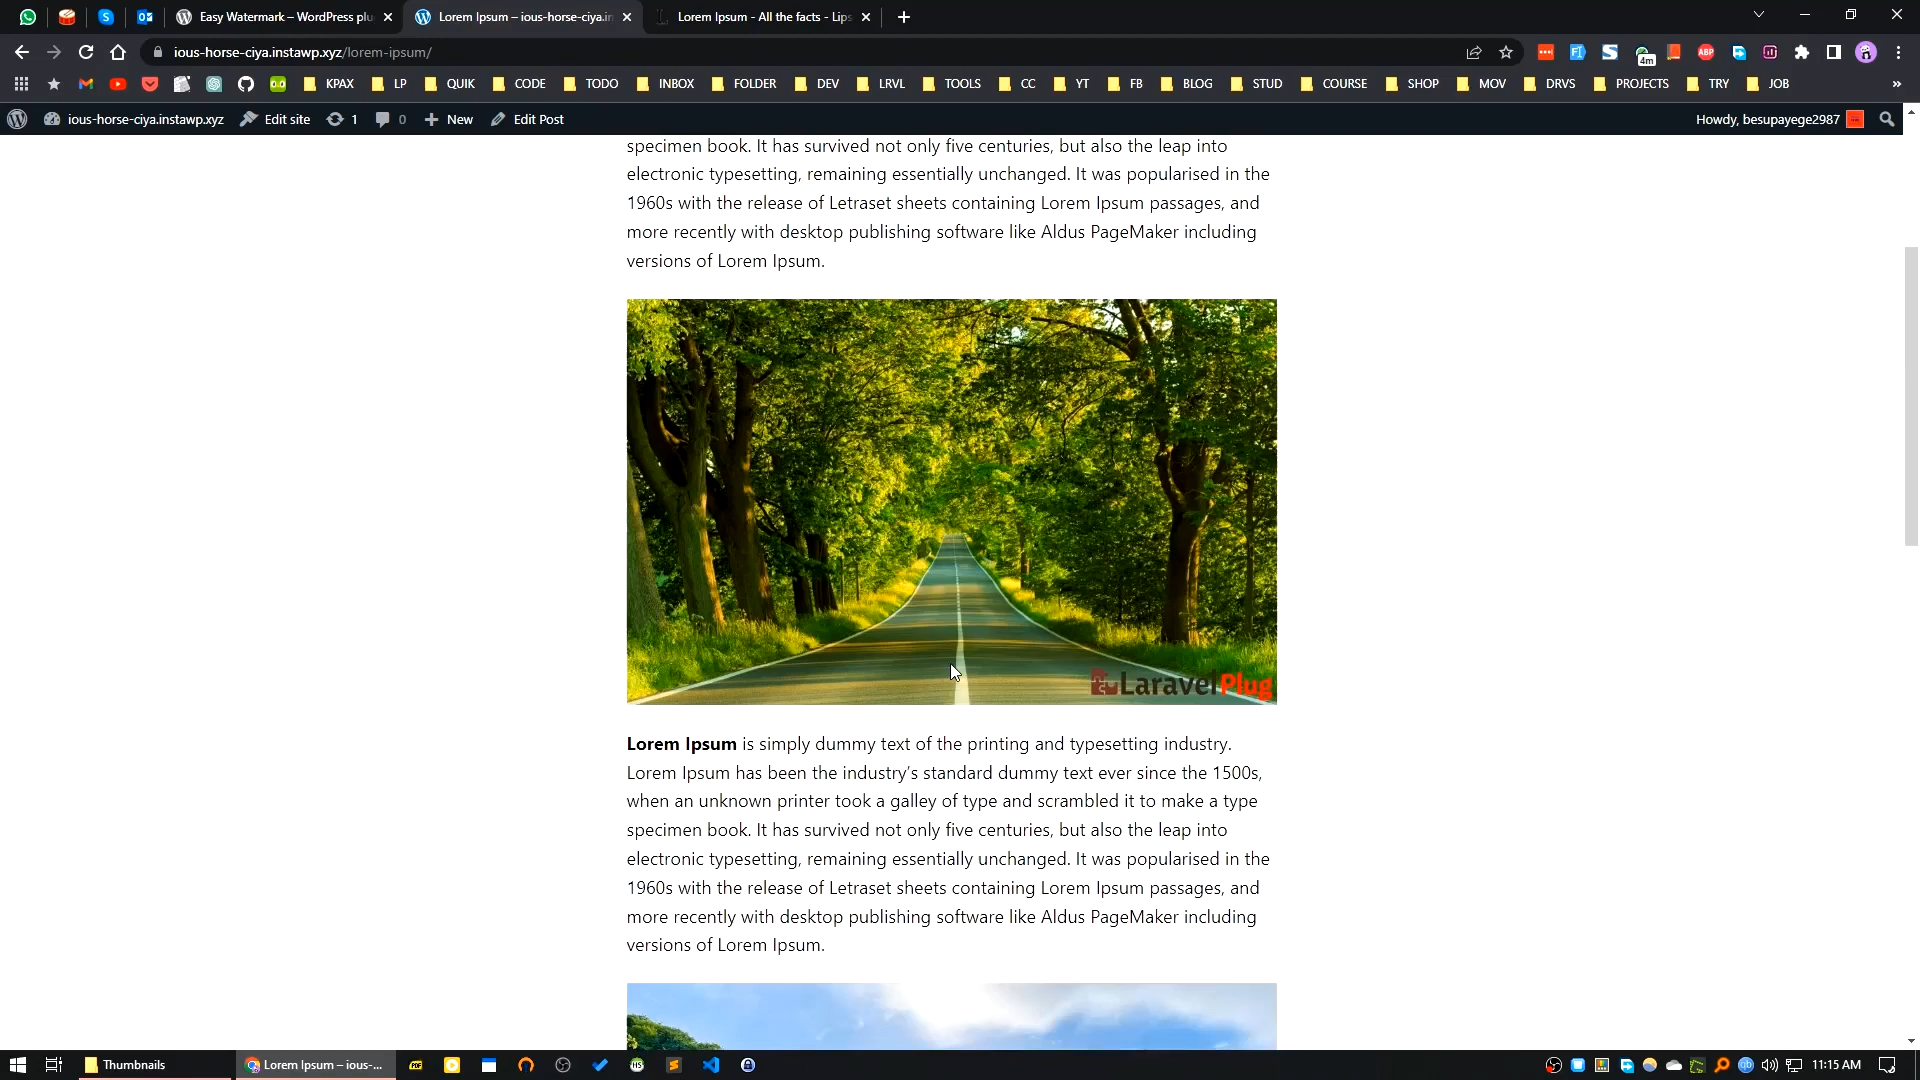 Easy Watermark – WordPress plu
Lorem Ipsum – ious-horse-ciya.in
Lorem Ipsum - All the facts - Lips
ious-horse-ciya.instawp.xyz/lorem-ipsum/
4m
ABP
KPAX
LP
QUIK
CODE
TODO
INBOX
FOLDER
DEV
LRVL
TOOLS
CC
YT
FB
BLOG
STUD
COURSE
SHOP
MOV
DRVS
PROJECTS
TRY
JOB
»
ious-horse-ciya.instawp.xyz
Edit site
1
0
New
Edit Post
Howdy, besupayege2987
specimen book. It has survived not only five centuries, but also the leap into
electronic typesetting, remaining essentially unchanged. It was popularised in the
1960s with the release of Letraset sheets containing Lorem Ipsum passages, and
more recently with desktop publishing software like Aldus PageMaker including
versions of Lorem Ipsum.
LaravelPlug
Lorem Ipsum is simply dummy text of the printing and typesetting industry.
Lorem Ipsum has been the industry’s standard dummy text ever since the 1500s,
when an unknown printer took a galley of type and scrambled it to make a type
specimen book. It has survived not only five centuries, but also the leap into
electronic typesetting, remaining essentially unchanged. It was popularised in the
1960s with the release of Letraset sheets containing Lorem Ipsum passages, and
more recently with desktop publishing software like Aldus PageMaker including
versions of Lorem Ipsum.
Thumbnails
Lorem Ipsum – ious-...
11:15 AM